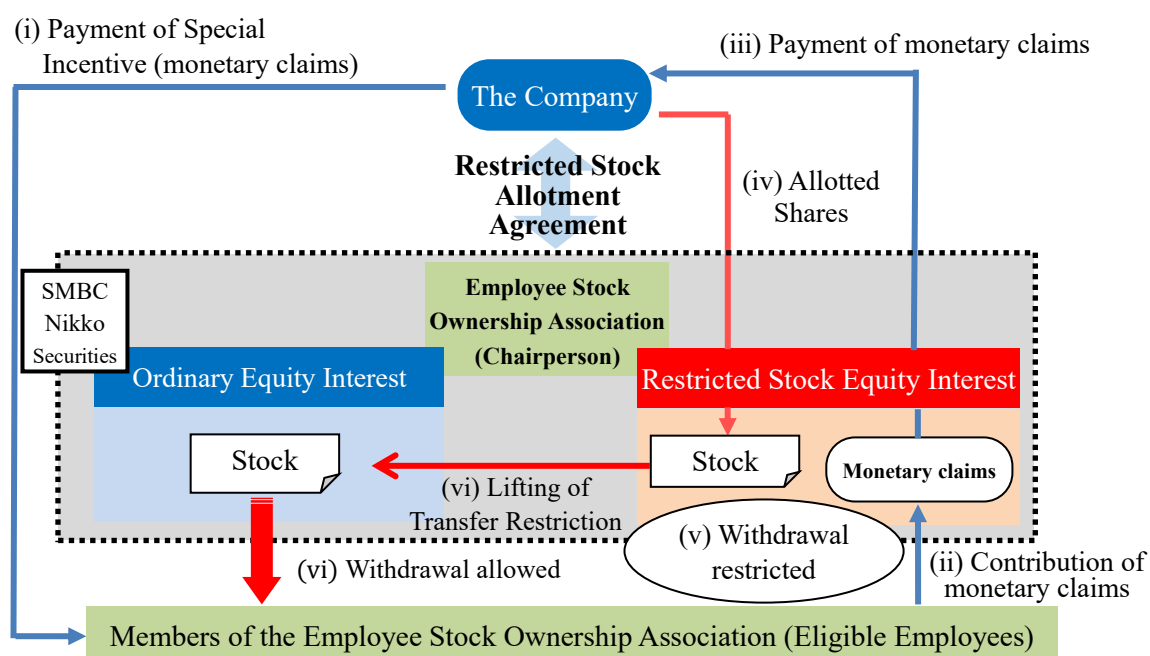 (i) Payment of Special
Incentive (monetary claims)
(iii) Payment of monetary claims
The Company
Restricted Stock
Allotment
Agreement
(iv) Allotted
Shares
SMBC
Nikko
Securities
Employee Stock
Ownership Association
(Chairperson)
Ordinary Equity Interest
Restricted Stock Equity Interest
Stock
Stock
Monetary claims
(vi) Lifting of
Transfer Restriction
(v) Withdrawal
restricted
(vi) Withdrawal allowed
(ii) Contribution of
monetary claims
Members of the Employee Stock Ownership Association (Eligible Employees)